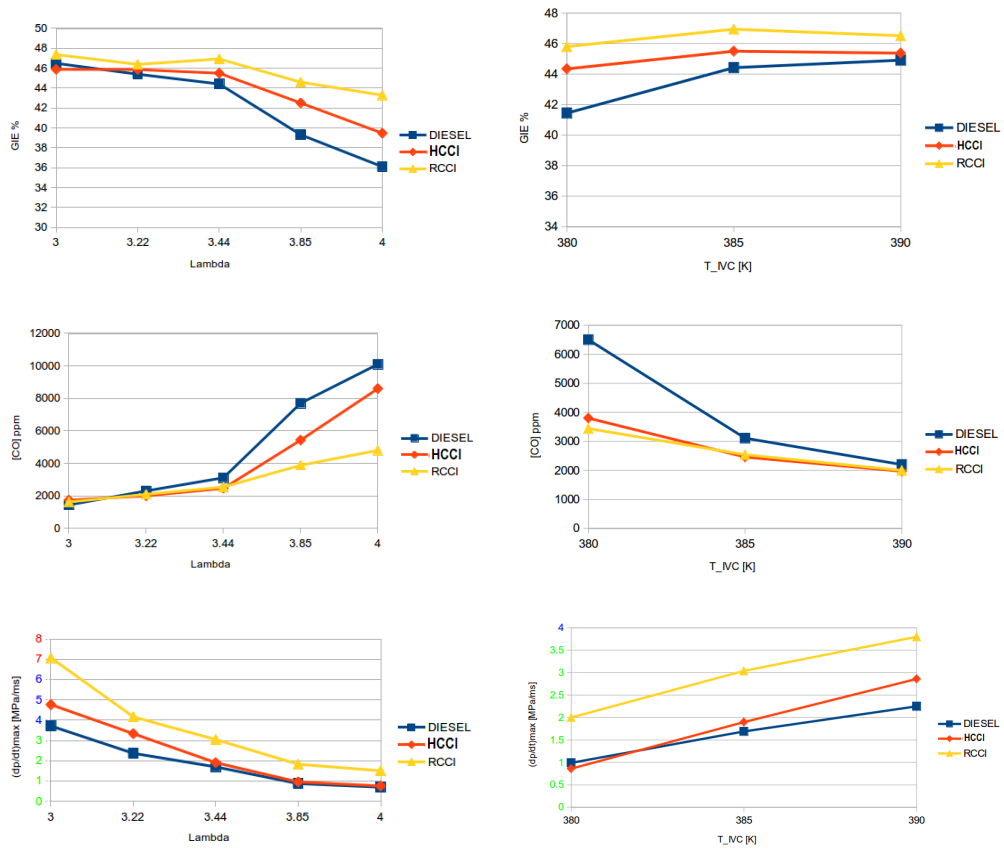 50
48
46
44
42
40
38
36
34
32
30
GIE %
3 3.22 3.44 3.85 4
Lambda
DIESEL
HCCI
RCCI
48
46
44
42
40
38
36
34
GIE %
380 385 390
T_IVC [K]
DIESEL
HCCI
RCCI
12000
10000
8000
6000
4000
2000
0
[CO] ppm
3 3.22 3.44 3.85 4
Lambda
DIESEL
HCCI
RCCI
7000
6000
5000
4000
3000
2000
1000
0
[CO] ppm
380 385 390
T_IVC [K]
DIESEL
HCCI
RCCI
8
7
6
5
4
3
2
1
0
(dp/dt)max [MPa/ms]
3 3.22 3.44 3.85 4
Lambda
DIESEL
HCCI
RCCI
4
3.5
3
2.5
2
1.5
1
0.5
0
(dp/dt)max [MPa/ms]
380 385 390
T_IVC [K]
DIESEL
HCCI
RCCI